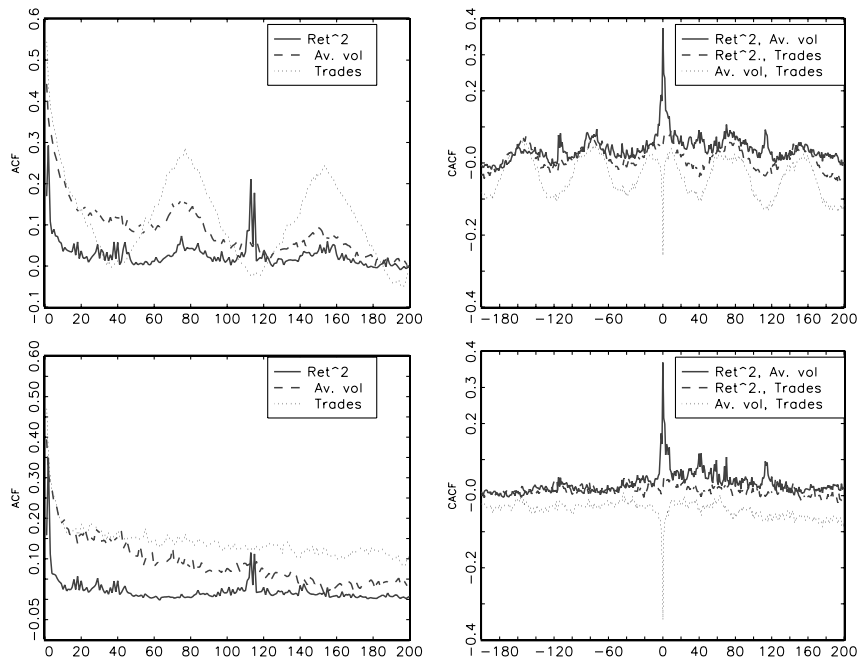 0.6
0.5
0.4
0.3
0.2
0.1
0.0
-0.1
ACF
Ret^2
Av. vol
Trades
0 20 40 60 80 100 120 140 160 180 200
0.4
0.2
-0.0
-0.2
-0.4
CACF
Ret^2, Av. vol
Ret^2., Trades
Av. vol, Trades
-180 -120 -60 0 40 80 120 160 200
0.60
0.50
0.40
0.30
0.20
0.10
-0.05
ACF
Ret^2
Av. vol
Trades
0 20 40 60 80 100 120 140 160 180 200
0.4
0.2
-0.0
-0.2
-0.4
CACF
Ret^2, Av. vol
Ret^2., Trades
Av. vol, Trades
-180 -120 -60 0 40 80 120 160 200